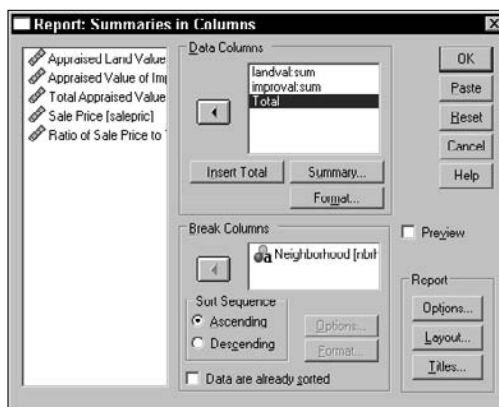 Report: Summaries in Columns
Appraised Land Value
Appraised Value of Imp
Total Appraised Value
Sale Price [salepric]
Ratio of Sale Price to
Data Columns
landval:sum
improval:sum
Total
Insert Total
Summary...
Format...
Break Columns
Neighborhood [nbrh
Sort Sequence
Ascending
Descending
Options...
Format...
Data are already sorted
OK
Paste
Reset
Cancel
Help
Preview
Report
Options...
Layout...
Titles...